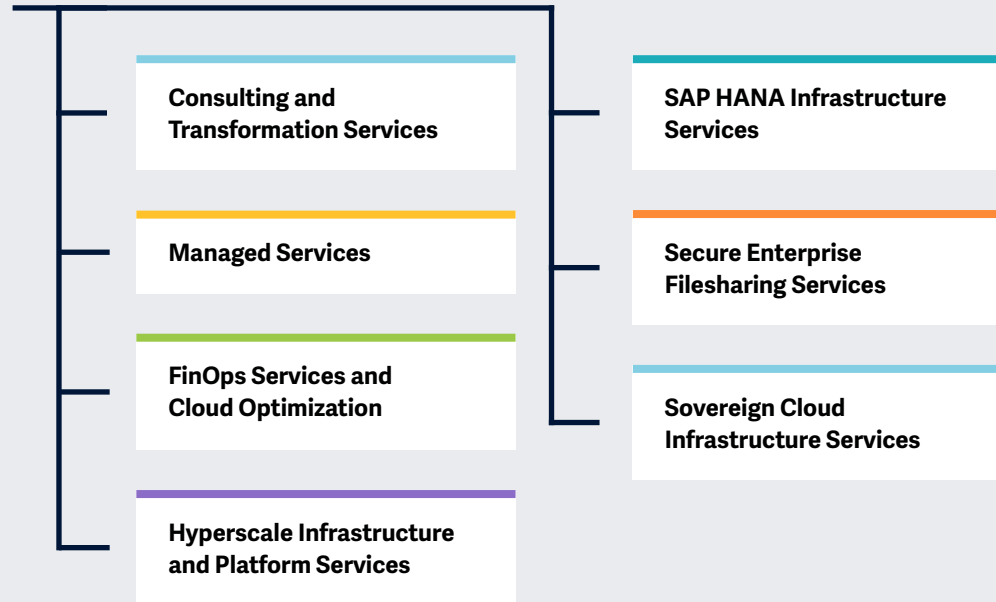 Consulting and
Transformation Services
Managed Services
FinOps Services and
Cloud Optimization
Hyperscale Infrastructure
and Platform Services
SAP HANA Infrastructure
Services
Secure Enterprise
Filesharing Services
Sovereign Cloud
Infrastructure Services